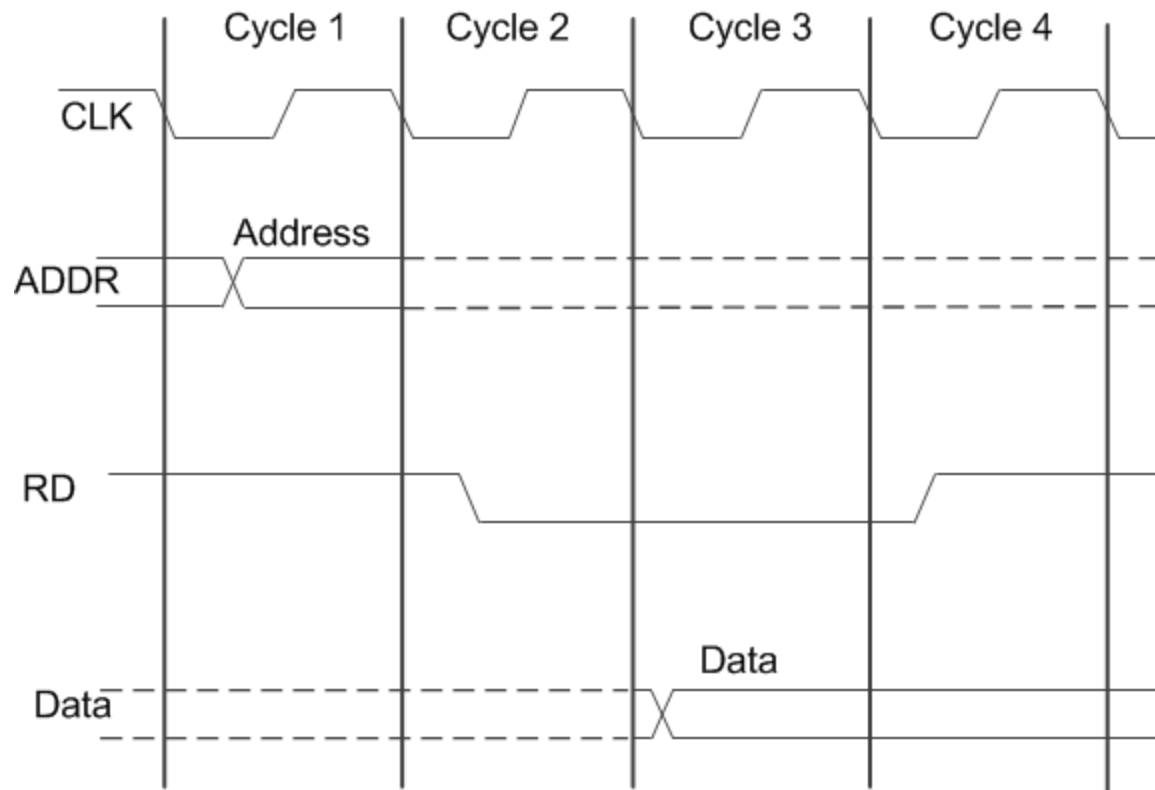 Cycle 1
Cycle 2
Cycle 3
Cycle 4
CLK
Address
ADDR
RD
Data
Data